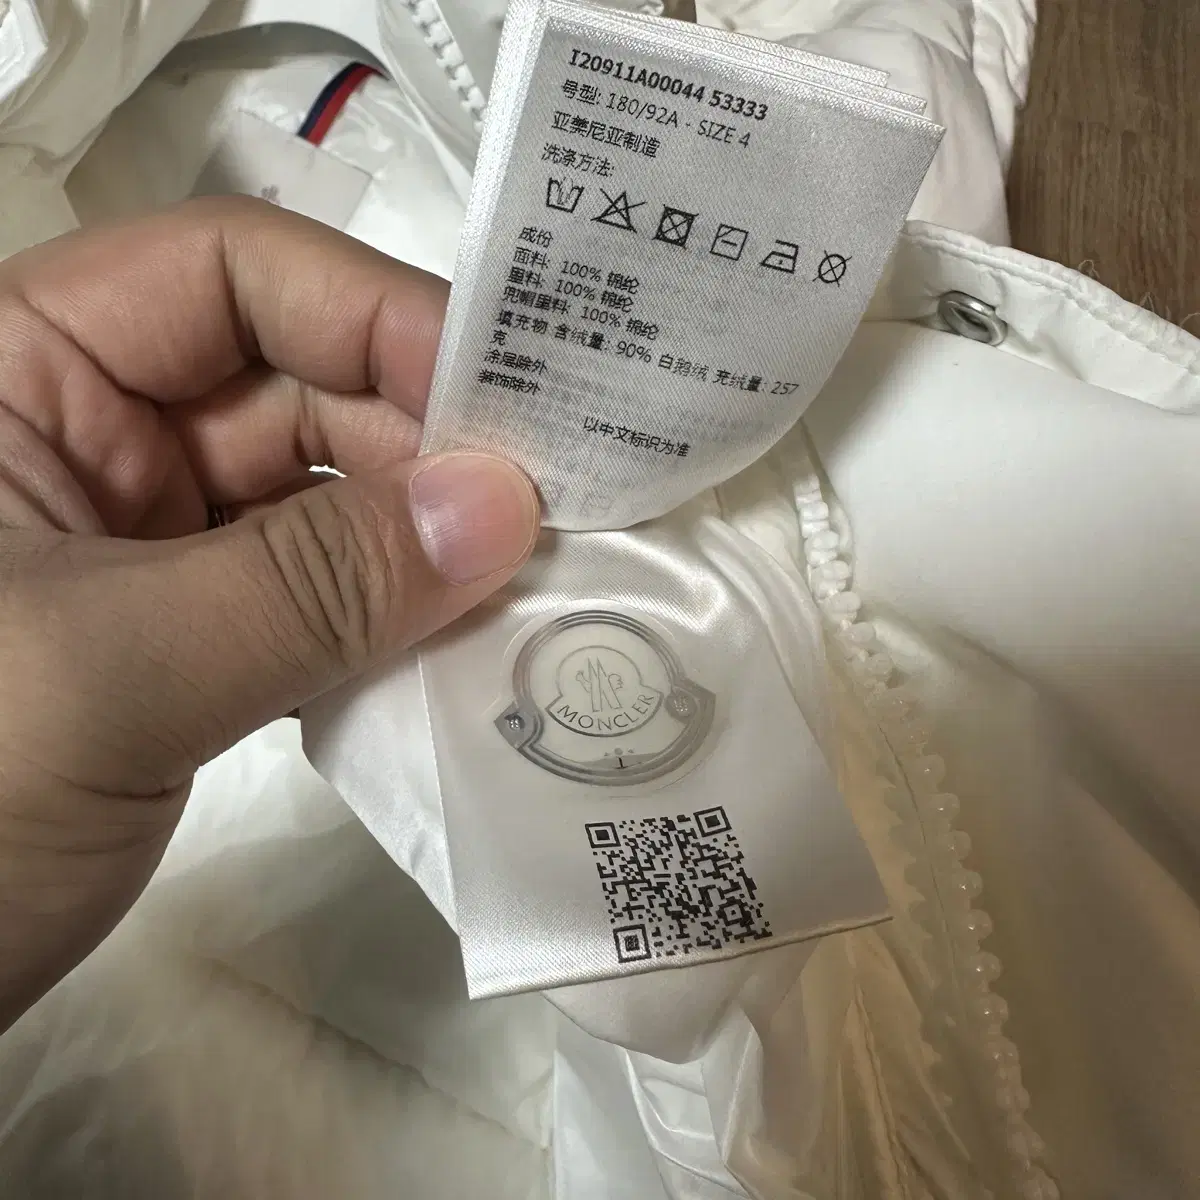 I20911A00044 53333
号型: 180/92A - SIZE 4
亚美尼亚制造
洗涤方法:
成份
面料: 100% 锦纶
里料: 100% 锦纶
兜帽里料: 100% 锦纶
填充物 含绒量: 90% 白鹅绒 充绒量: 257
克
涂层除外
装饰除外
以中文标识为准
MONCLER